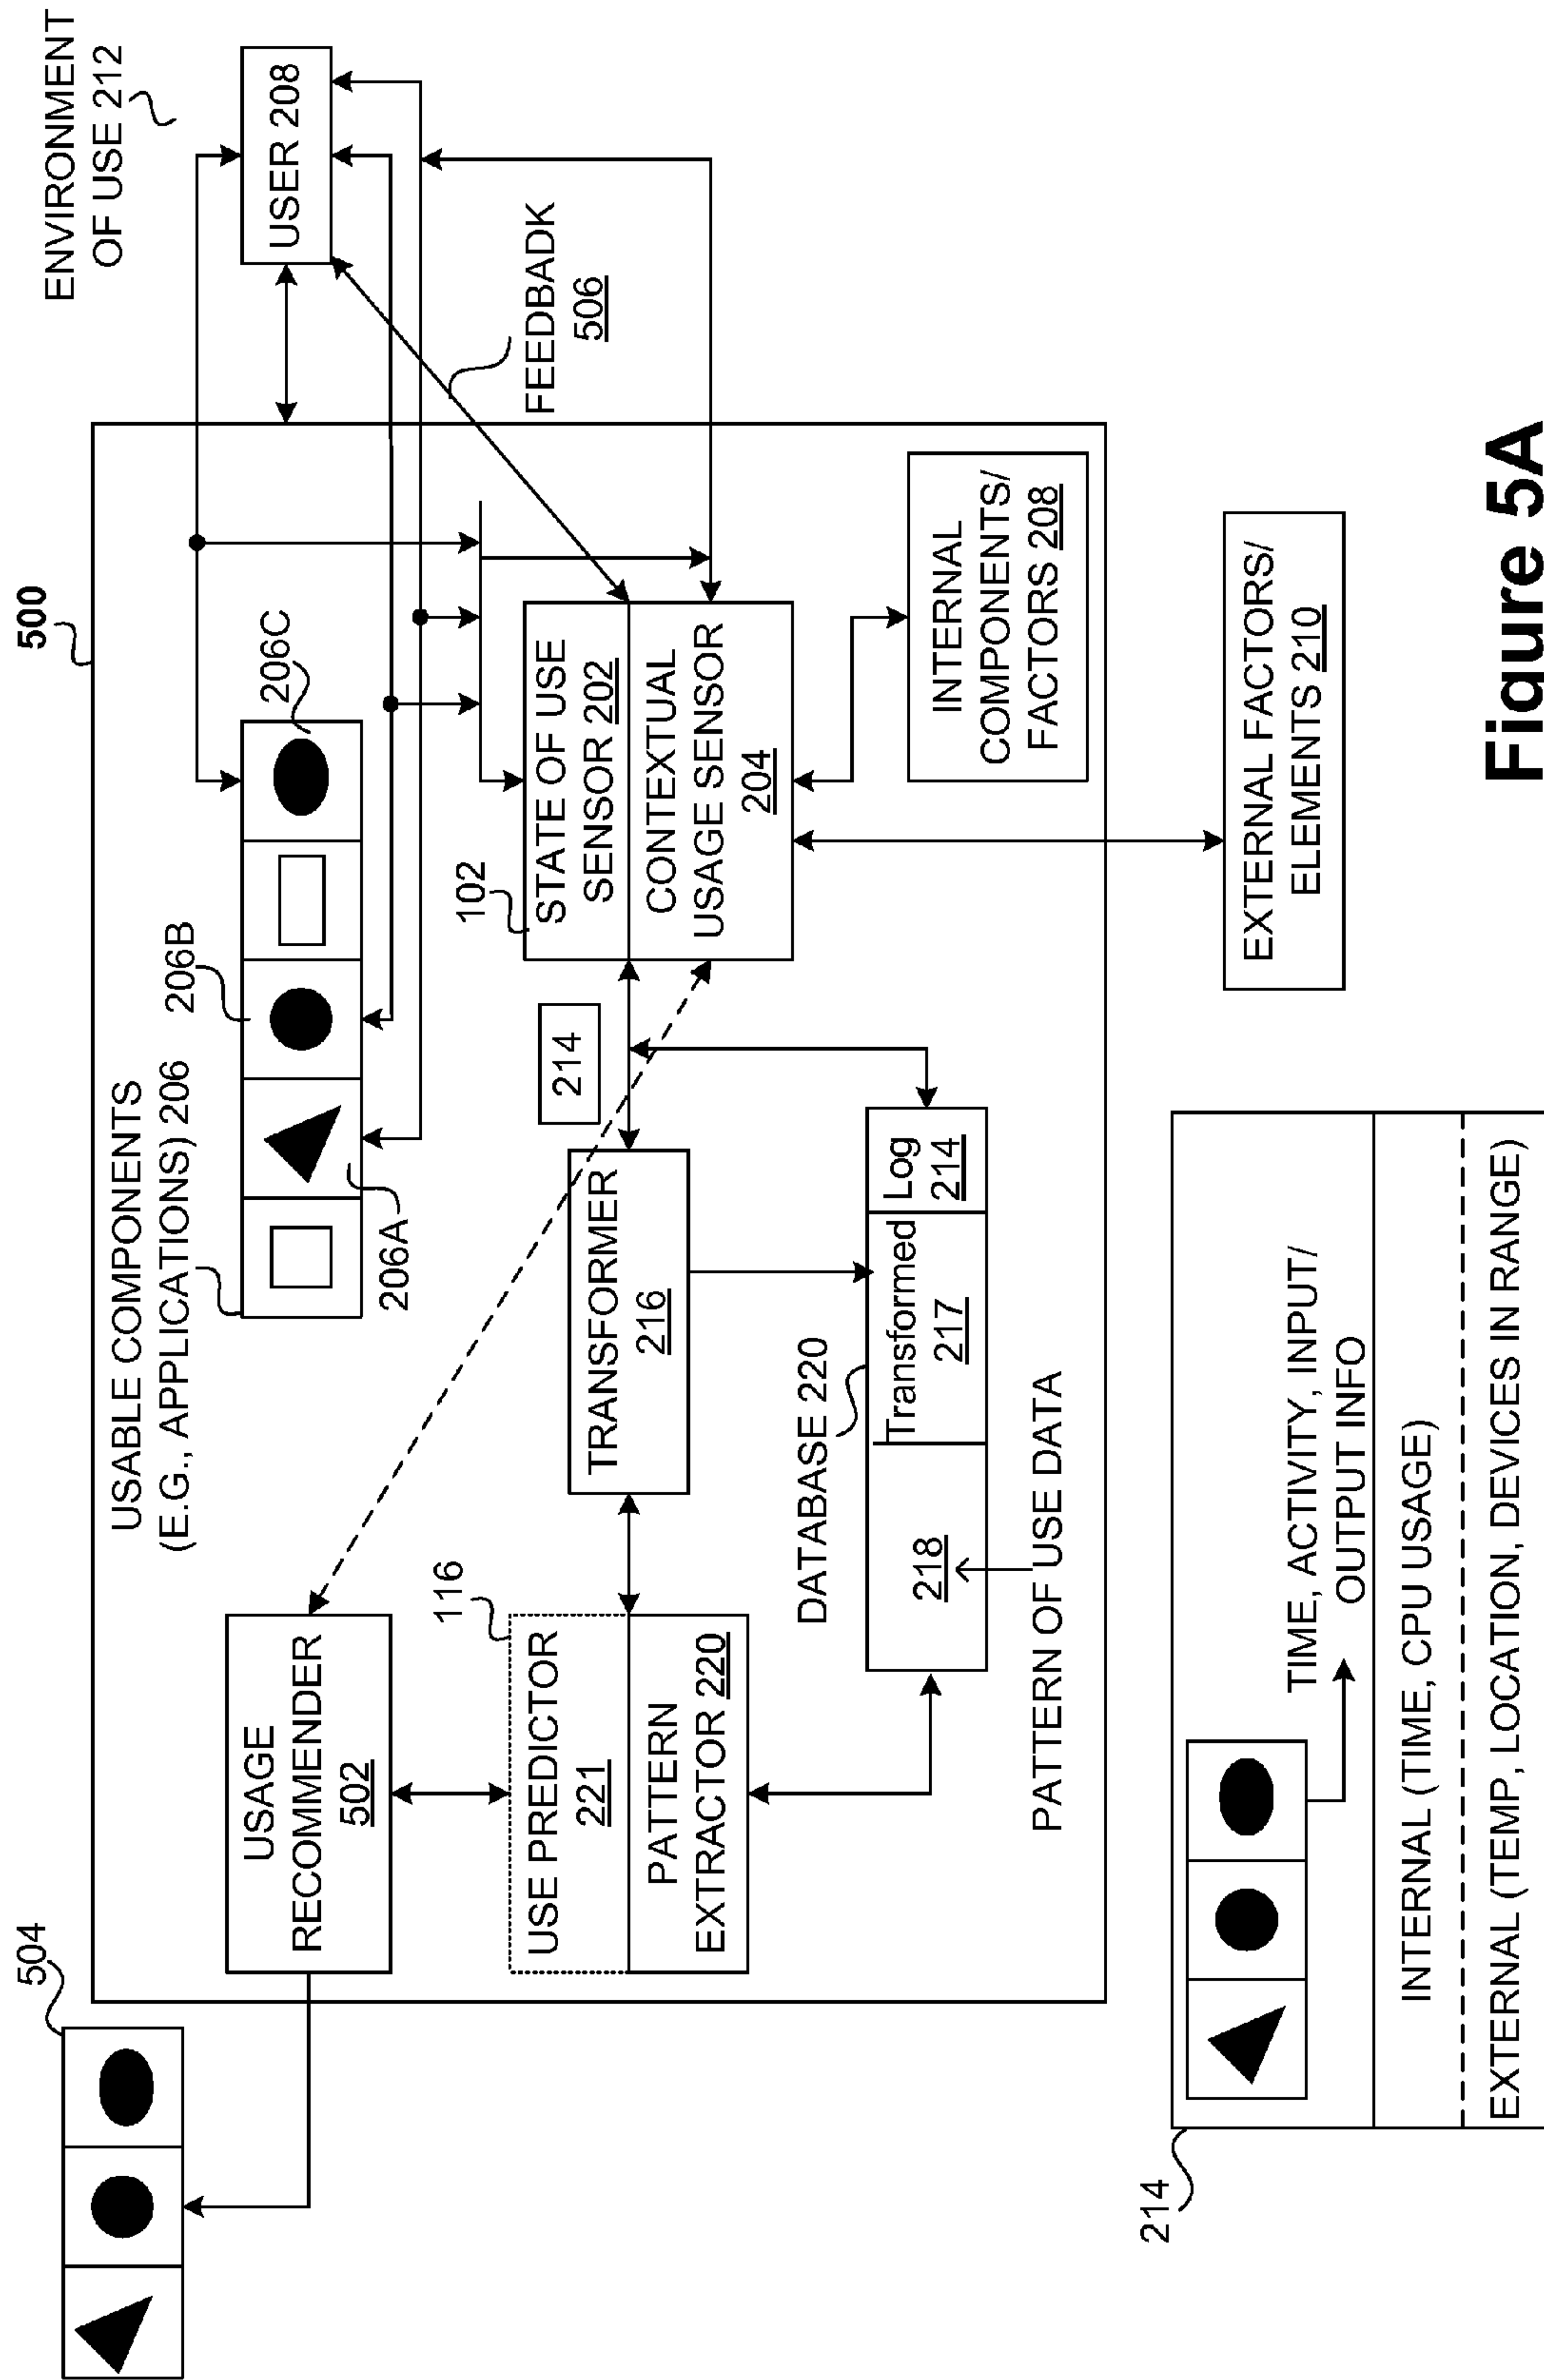 504
500
ENVIRONMENT
OF USE 212
USABLE COMPONENTS
(E.G., APPLICATIONS) 206
206B
206C
206A
USER 208
USAGE
RECOMMENDER
502
FEEDBADK
506
116
USE PREDICTOR
221
PATTERN
EXTRACTOR 220
TRANSFORMER
216
214
102
STATE OF USE
SENSOR 202
CONTEXTUAL
USAGE SENSOR
204
DATABASE 220
218
Transformed
217
Log
214
PATTERN OF USE DATA
INTERNAL
COMPONENTS/
FACTORS 208
EXTERNAL FACTORS/
ELEMENTS 210
214
TIME, ACTIVITY, INPUT/
OUTPUT INFO
INTERNAL (TIME, CPU USAGE)
EXTERNAL (TEMP, LOCATION, DEVICES IN RANGE)
Figure 5A